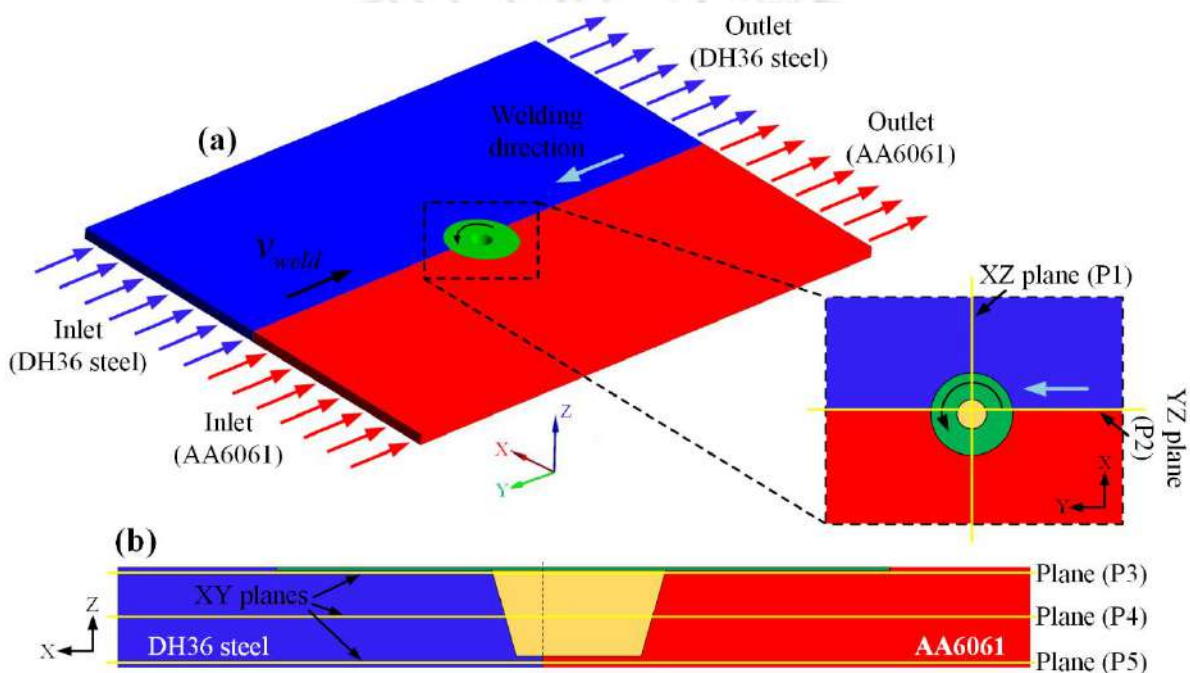 Outlet
(DH36 steel)
(a)
Welding
direction
Outlet
(AA6061)
Vweld
Inlet
(DH36 steel)
Inlet
(AA6061)
Z
X
Y
XZ plane (P1)
YZ plane
(P2)
X
Y
(b)
XY planes
Z
X
DH36 steel
AA6061
Plane (P3)
Plane (P4)
Plane (P5)